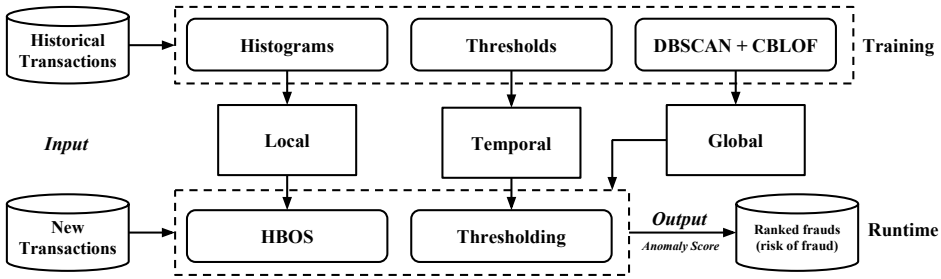 Historical
Transactions
Histograms
Thresholds
DBSCAN + CBLOF
Training
Input
Local
Temporal
Global
New
Transactions
HBOS
Thresholding
Output
Anomaly Score
Ranked frauds
(risk of fraud)
Runtime